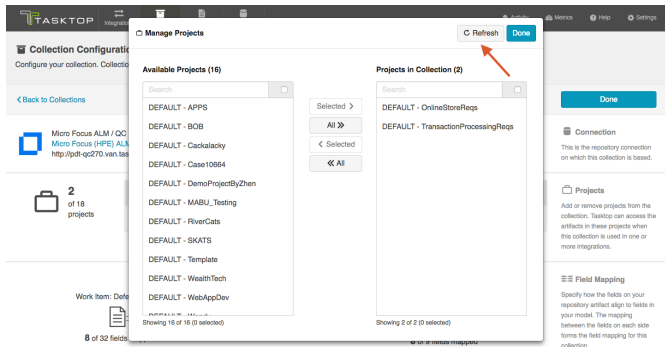 TASKTOP
Integration
Activity
Metrics
Help
Settings
Collection Configuratio
Configure your collection. Collectio
Manage Projects
Refresh
Done
Available Projects (16)
Projects in Collection (2)
Search
Search
DEFAULT - APPS
DEFAULT - BOB
DEFAULT - Cackalacky
DEFAULT - Case10664
DEFAULT - DemoProjectByZhen
DEFAULT - MABU_Testing
DEFAULT - RiverCats
DEFAULT - SKATS
DEFAULT - Template
DEFAULT - WealthTech
DEFAULT - WebAppDev
Selected >
All
< Selected
All
DEFAULT - OnlineStoreReqs
DEFAULT - TransactionProcessingReqs
Showing 16 of 16 (0 selected)
Showing 2 of 2 (0 selected)
Back to Collections
Done
Micro Focus ALM / QC
Micro Focus (HPE) ALM
http://pdt-qc270.van.tas
2
of 18
projects
Work Item: Defe
8 of 32 fields
8 of 9 fields mapped
Connection
This is the repository connection
on which this collection is based.
Projects
Add or remove projects from the
collection. Tasktop can access the
artifacts in these projects when
this collection is used in one or
more integrations.
Field Mapping
Specify how the fields on your
repository artifact align to fields in
your model. The mapping
between the fields on each side
forms the field mapping for this
collection.